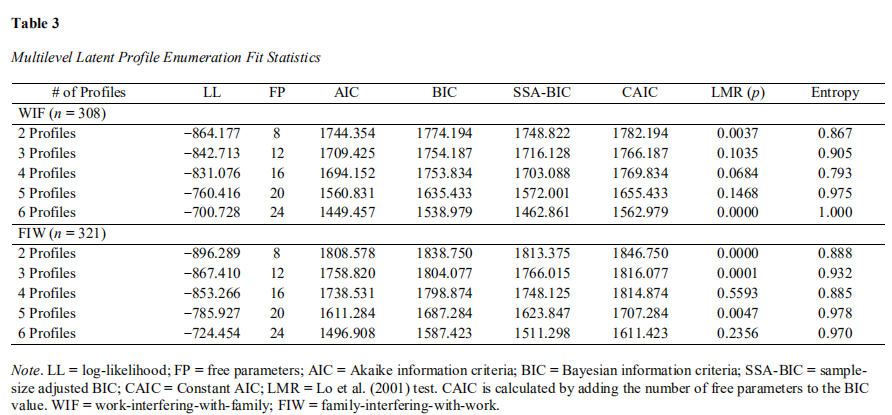 Table 3
Multilevel Latent Profile Enumeration Fit Statistics
# of Profiles LL FP AIC BIC SSA-BIC CAIC LMR (p) Entropy
WIF (n = 308)
2 Profiles −864.177 8 1744.354 1774.194 1748.822 1782.194 0.0037 0.867
3 Profiles −842.713 12 1709.425 1754.187 1716.128 1766.187 0.1035 0.905
4 Profiles −831.076 16 1694.152 1753.834 1703.088 1769.834 0.0684 0.793
5 Profiles −760.416 20 1560.831 1635.433 1572.001 1655.433 0.1468 0.975
6 Profiles −700.728 24 1449.457 1538.979 1462.861 1562.979 0.0000 1.000
FIW (n = 321)
2 Profiles −896.289 8 1808.578 1838.750 1813.375 1846.750 0.0000 0.888
3 Profiles −867.410 12 1758.820 1804.077 1766.015 1816.077 0.0001 0.932
4 Profiles −853.266 16 1738.531 1798.874 1748.125 1814.874 0.5593 0.885
5 Profiles −785.927 20 1611.284 1687.284 1623.847 1707.284 0.0047 0.978
6 Profiles −724.454 24 1496.908 1587.423 1511.298 1611.423 0.2356 0.970
Note. LL = log-likelihood; FP = free parameters; AIC = Akaike information criteria; BIC = Bayesian information criteria; SSA-BIC = sample-
size adjusted BIC; CAIC = Constant AIC; LMR = Lo et al. (2001) test. CAIC is calculated by adding the number of free parameters to the BIC
value. WIF = work-interfering-with-family; FIW = family-interfering-with-work.